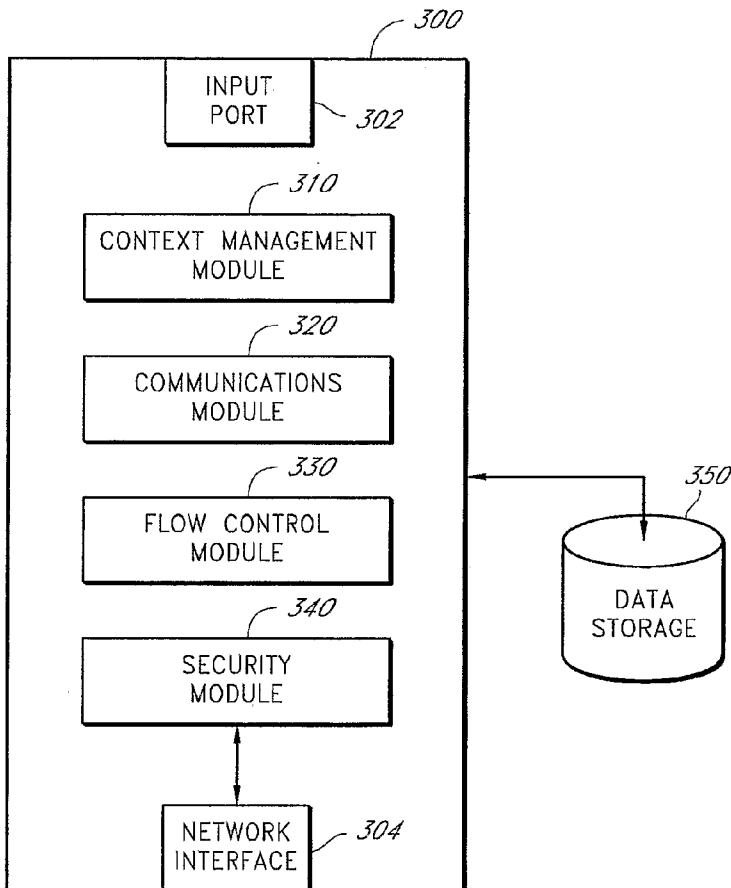 300
INPUT
PORT
302
310
CONTEXT MANAGEMENT
MODULE
320
COMMUNICATIONS
MODULE
330
FLOW CONTROL
MODULE
350
DATA
STORAGE
340
SECURITY
MODULE
NETWORK
INTERFACE
304